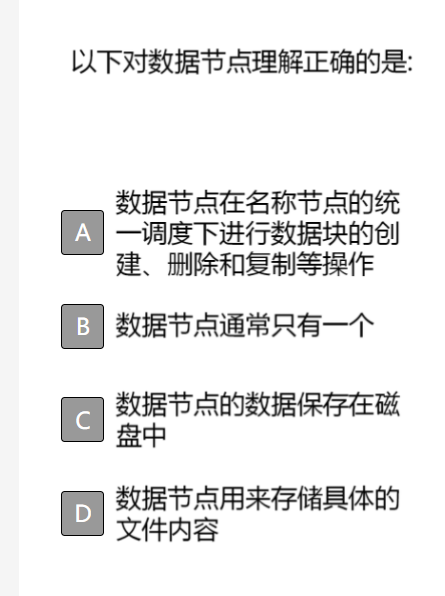 以下对数据节点理解正确的是:
A
数据节点在名称节点的统
一调度下进行数据块的创
建、删除和复制等操作
B
数据节点通常只有一个
C
数据节点的数据保存在磁
盘中
D
数据节点用来存储具体的
文件内容